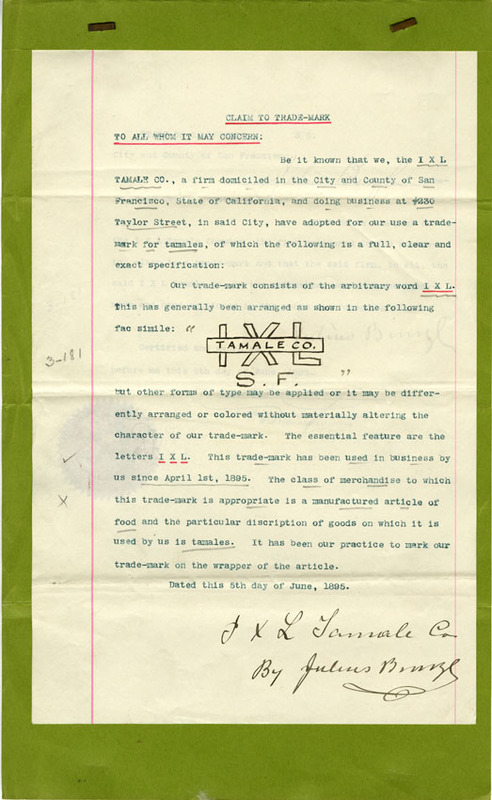 CLAIM TO TRADE-MARK
TO ALL WHOM IT MAY CONCERN:
Be it known that we, the I X L
TAMALE CO., a firm domiciled in the City and County of San
Francisco, State of California, and doing business at #230
Taylor Street, in said City, have adopted for our use a trade-
mark for tamales, of which the following is a full, clear and
exact specification:
Our trade-mark consists of the arbitrary word I X L.
this has generally been arranged as shown in the following
fac simile: "
IXL
TAMALE CO.
S. F. "
3-181
but other forms of type may be applied or it may be differ-
ently arranged or colored without materially altering the
character of our trade-mark. The essential feature are the
letters I X L. This trade-mark has been used in business by
us since April 1st, 1895. The class of merchandise to which
this trade-mark is appropriate is a manufactured article of
food and the particular discription of goods on which it is
used by us is tamales. It has been our practice to mark our
trade-mark on the wrapper of the article.
Dated this 5th day of June, 1895.
I X L Tamale Co
By Julius